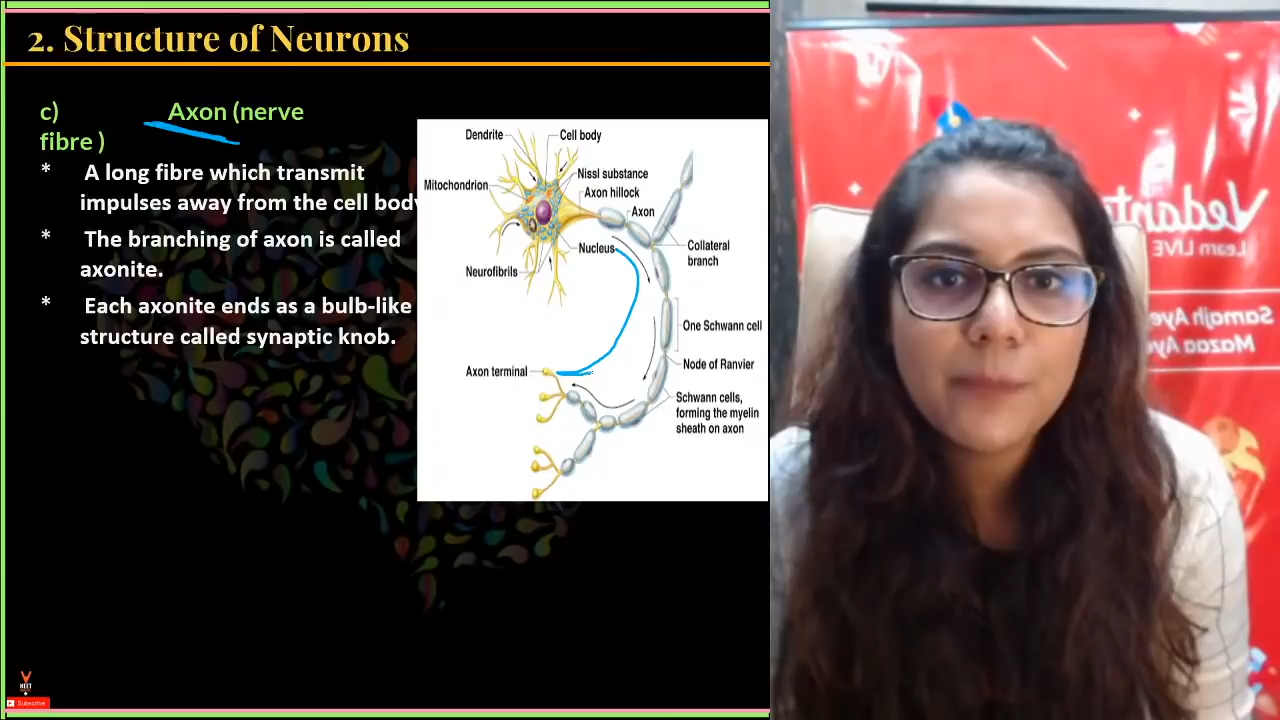 2. Structure of Neurons
c) Axon (nerve
fibre )
* A long fibre which transmit
impulses away from the cell body
* The branching of axon is called
axonite.
* Each axonite ends as a bulb-like
structure called synaptic knob.
Dendrite
Cell body
Nissl substance
Mitochondrion
Axon hillock
Axon
Nucleus
Collateral
branch
Neurofibrils
One Schwann cell
Node of Ranvier
Axon terminal
Schwann cells,
forming the myelin
sheath on axon
Vedant
Learn LIVE
Samajh Aye
Mazaa Aye
NEET
Subscribe